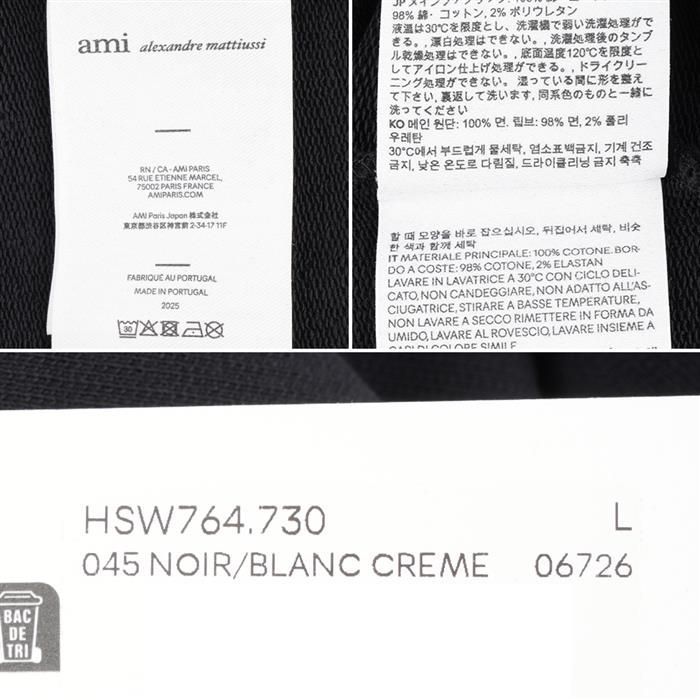 ami alexandre mattiussi
RN / CA - AMI PARIS
54 RUE ETIENNE MARCEL,
75002 PARIS FRANCE
AMIPARIS.COM
AMI Paris Japan 株式会社
東京都渋谷区神宮前 2-34-17 11F
FABRIQUÉ AU PORTUGAL
MADE IN PORTUGAL
2025
30
98% 綿・コットン, 2% ポリウレタン
液温は30℃を限度とし、洗濯機で弱い洗濯処理がで
きる。, 漂白処理はできない。, 洗濯処理後のタンブ
ル乾燥処理はできない。, 底面温度120℃を限度と
してアイロン仕上げ処理ができる。, ドライクリー
ニング処理ができない。 湿っている間に形を整え
て下さい, 裏返して洗います, 同系色のものと一緒に
洗ってください
KO 메인 원단: 100% 면. 립브: 98% 면, 2% 폴리
우레탄
30°C에서 부드럽게 물세탁, 염소표백금지, 기계 건조
금지, 낮은 온도로 다림질, 드라이클리닝 금지 축축
할 때 모양을 바로 잡으십시오, 뒤집어서 세탁, 비슷
한 색과 함께 세탁
IT MATERIALE PRINCIPALE: 100% COTONE. BOR-
DO A COSTE: 98% COTONE, 2% ELASTAN
LAVARE IN LAVATRICE A 30°C CON CICLO DELI-
CATO, NON CANDEGGIARE, NON ADATTO ALL'AS-
CIUGATRICE, STIRARE A BASSE TEMPERATURE,
NON LAVARE A SECCO RIMETTERE IN FORMA DA
UMIDO, LAVARE AL ROVESCIO, LAVARE INSIEME A
CAPI DI COLORE SIMILE
HSW764.730 L
045 NOIR/BLANC CREME 06726
BAC
DE
TRI